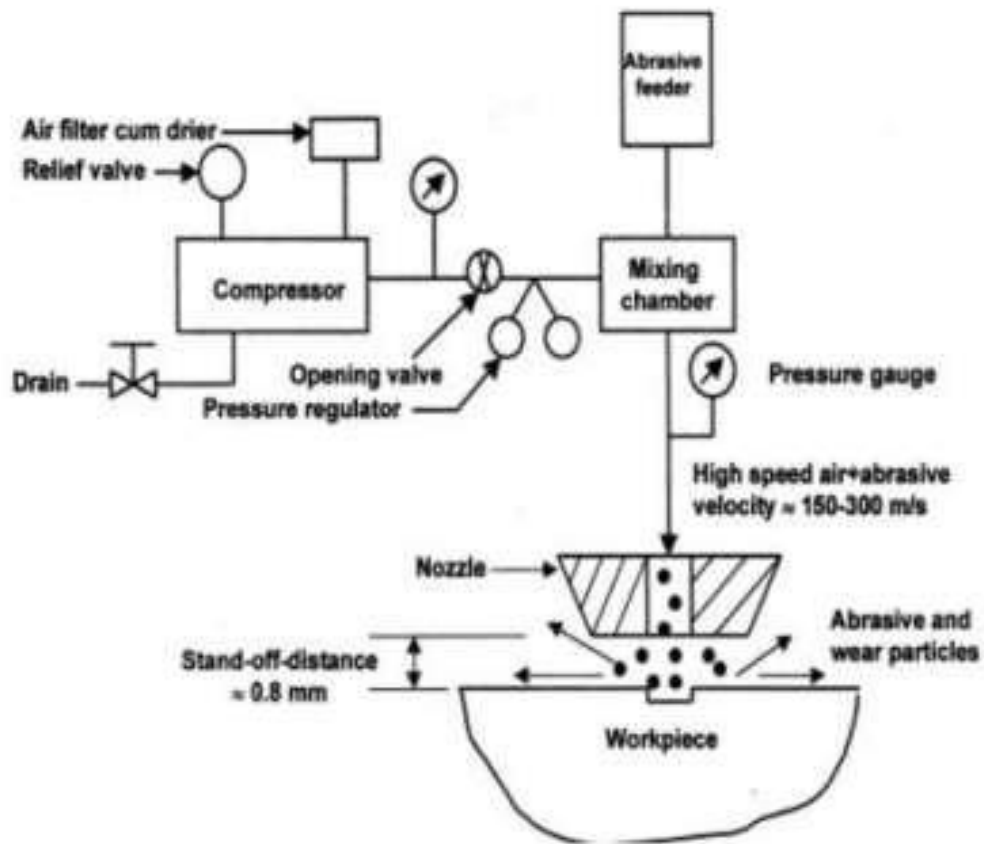 Abrasive
feeder
Air filter cum drier
Relief valve
Compressor
Mixing
chamber
Drain
Opening valve
Pressure regulator
Pressure gauge
High speed air+abrasive
velocity ≈ 150-300 m/s
Nozzle
Abrasive and
wear particles
Stand-off-distance
≈ 0.8 mm
Workpiece